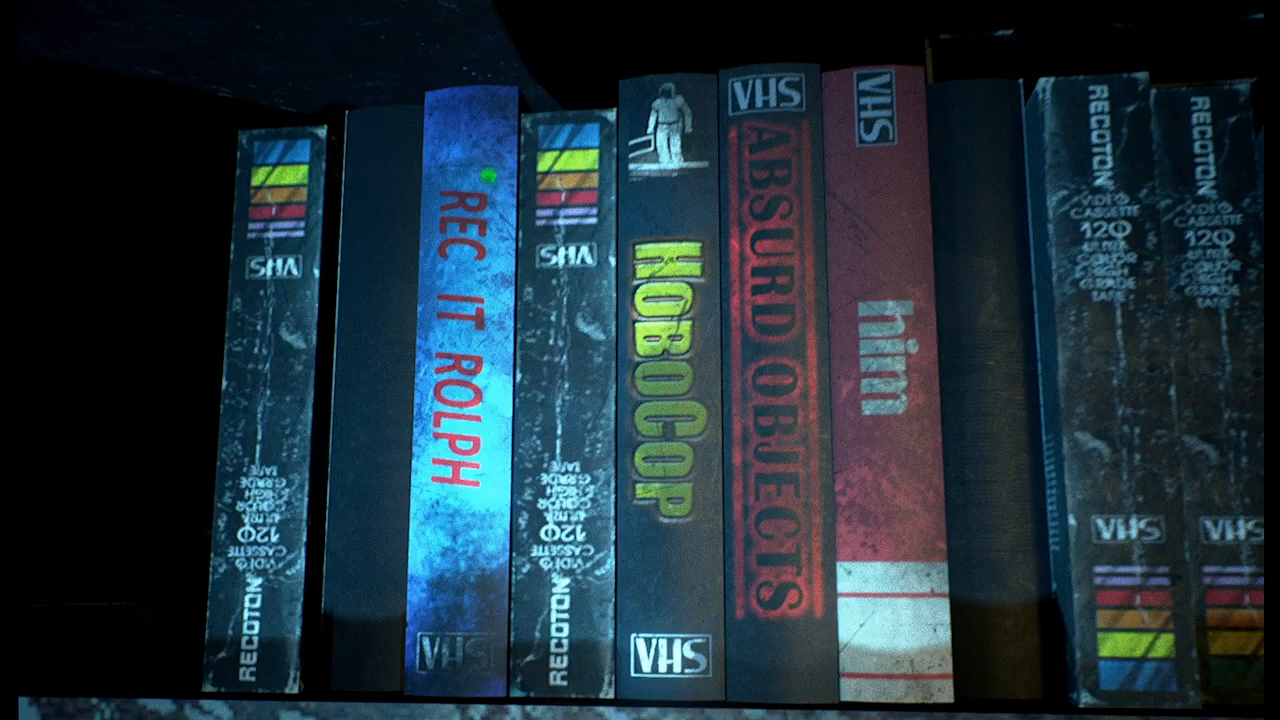 VHS
RECOTON
VIDEO
CASSETTE
120
ULTRA
COLOR
HIGH
GRADE
TAPE
REC IT ROLPH
VHS
VHS
RECOTON
VIDEO
CASSETTE
120
ULTRA
COLOR
HIGH
GRADE
TAPE
HOBOCOP
VHS
VHS
ABSURD OBJECTS
VHS
him
RECOTON
VIDEO
CASSETTE
120
ULTRA
COLOR
HIGH
GRADE
TAPE
VHS
RECOTON
VIDEO
CASSETTE
120
ULTRA
COLOR
HIGH
GRADE
TAPE
VHS